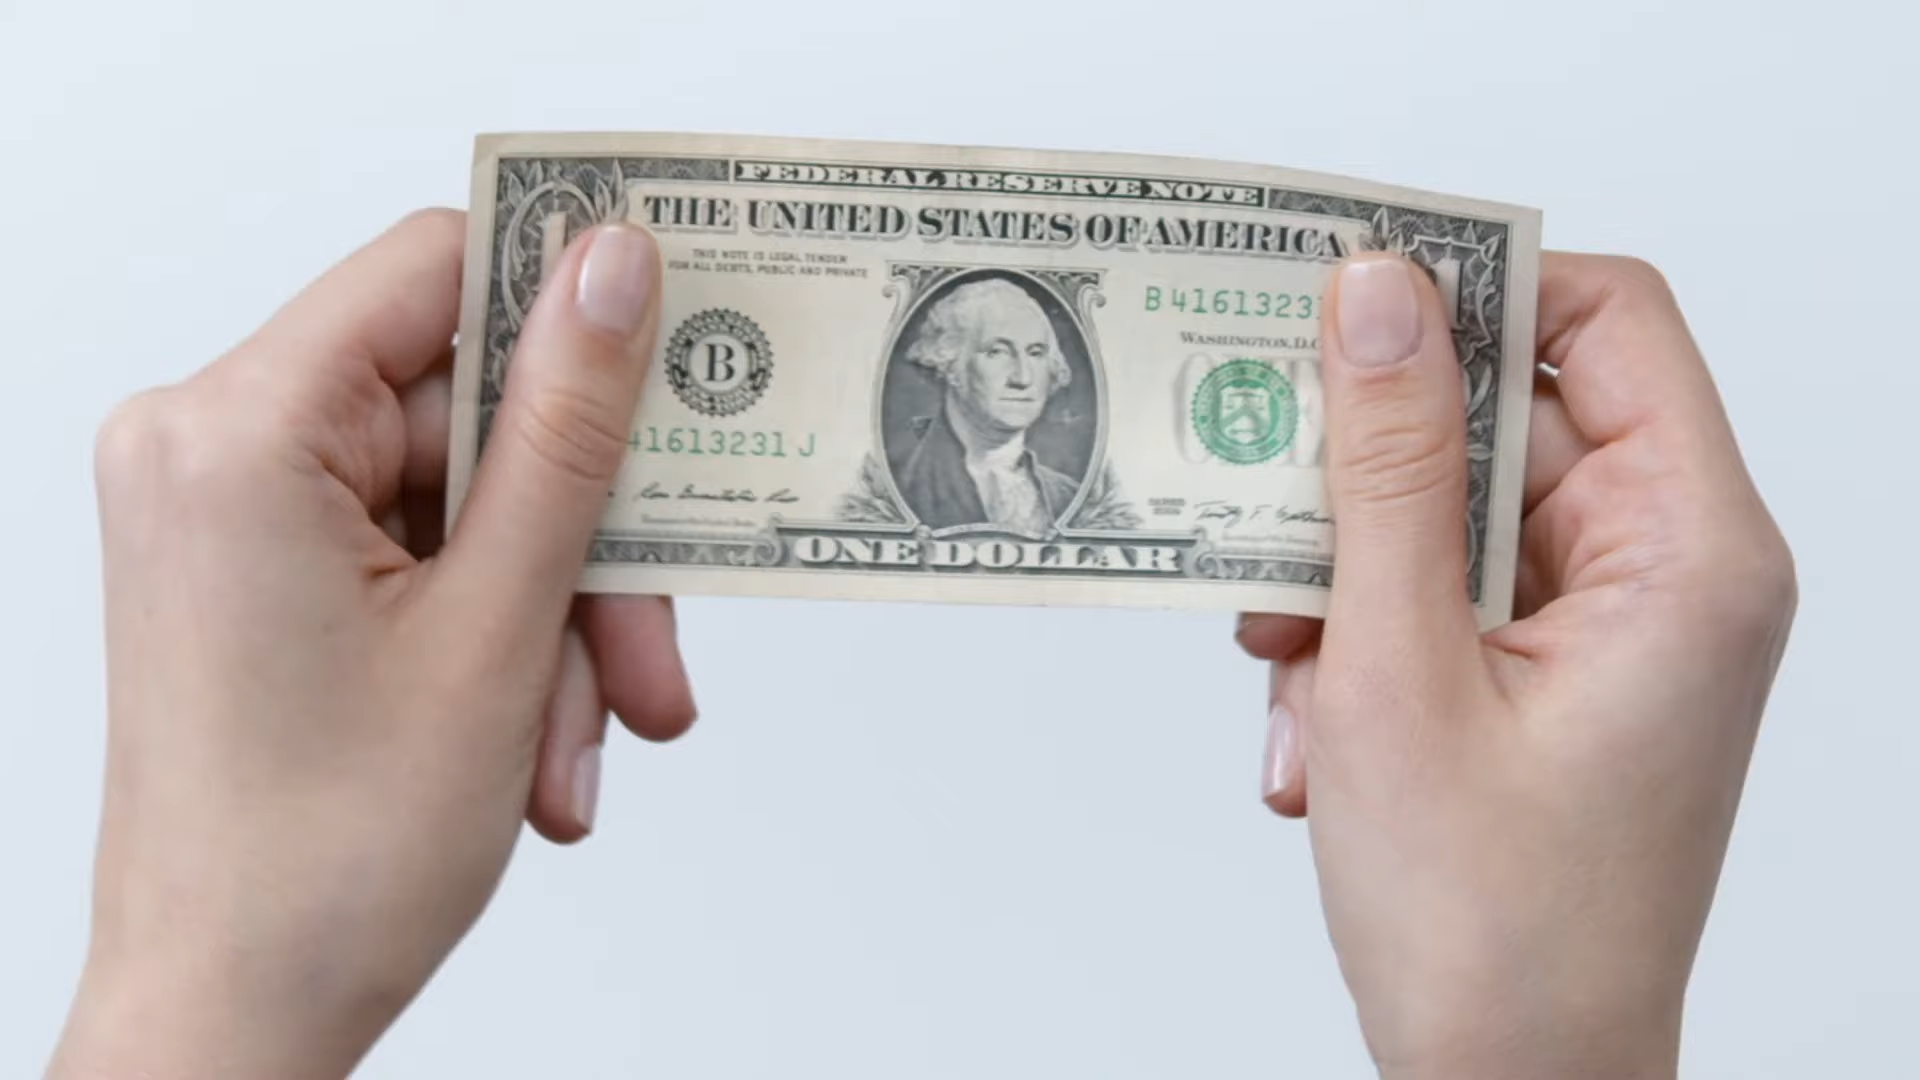 FEDERAL RESERVE NOTE
THE UNITED STATES OF AMERICA
THIS NOTE IS LEGAL TENDER
FOR ALL DEBTS, PUBLIC AND PRIVATE
B 41613231
WASHINGTON, D.C.
B
41613231 J
ONE DOLLAR